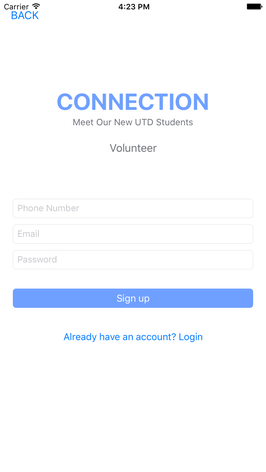 Carrier 4:23 PM
BACK
CONNECTION
Meet Our New UTD Students
Volunteer
Phone Number
Email
Password
Sign up
Already have an account? Login